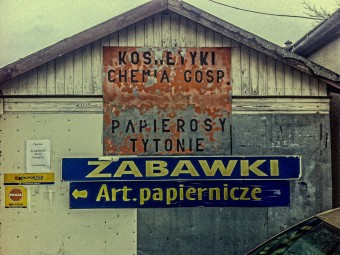 KOSMETYKI
CHEMIA GOSP.
PAPIEROSY
TYTONIE
ZABAWKI
Art. papiernicze